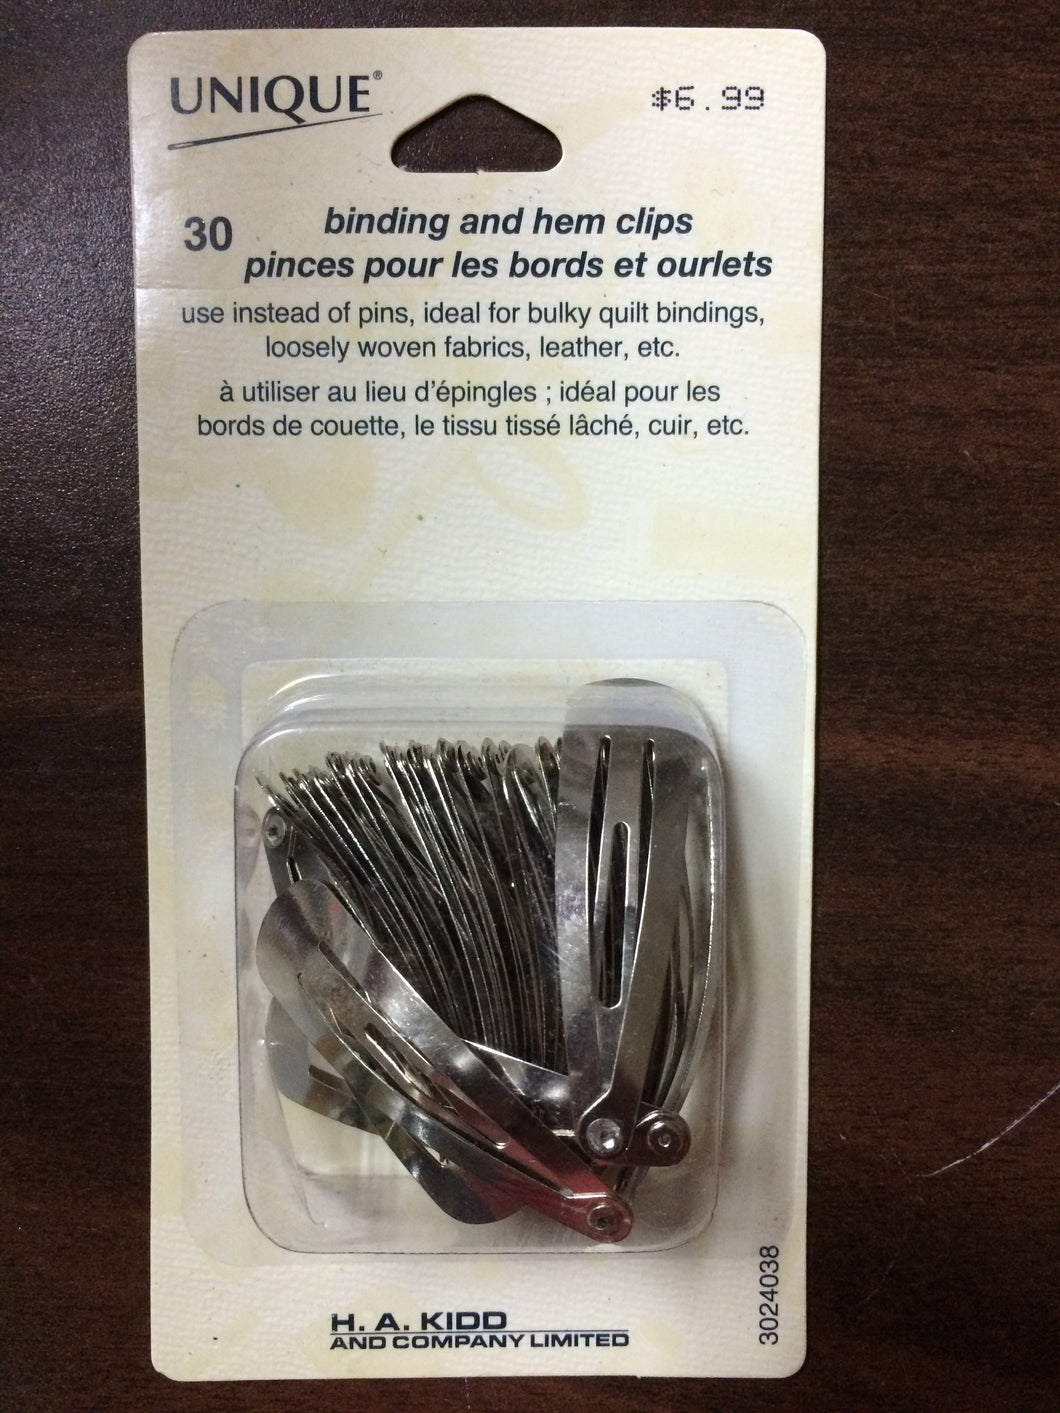 UNIQUE®
$6.99
30
binding and hem clips
pinces pour les bords et ourlets
use instead of pins, ideal for bulky quilt bindings,
loosely woven fabrics, leather, etc.
à utiliser au lieu d'épingles ; idéal pour les
bords de couette, le tissu tissé lâché, cuir, etc.
H. A. KIDD
AND COMPANY LIMITED
3024038